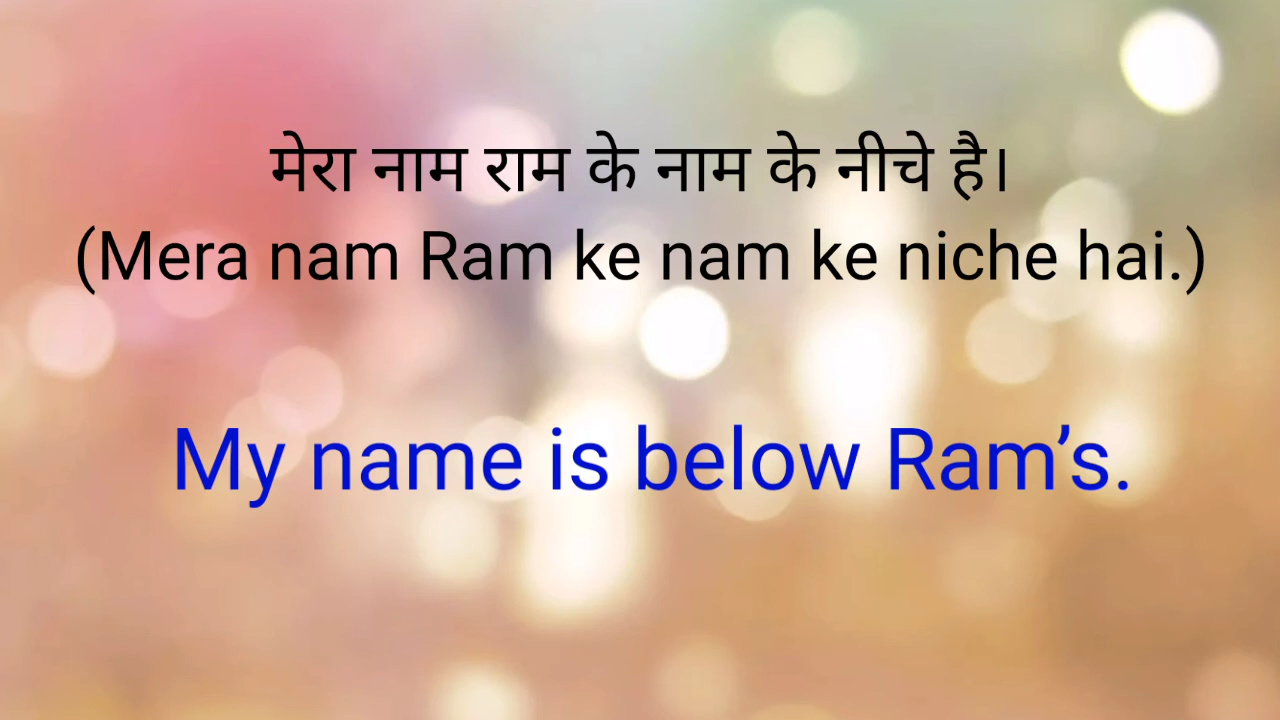 मेरा नाम राम के नाम के नीचे है।
(Mera nam Ram ke nam ke niche hai.)
My name is below Ram’s.